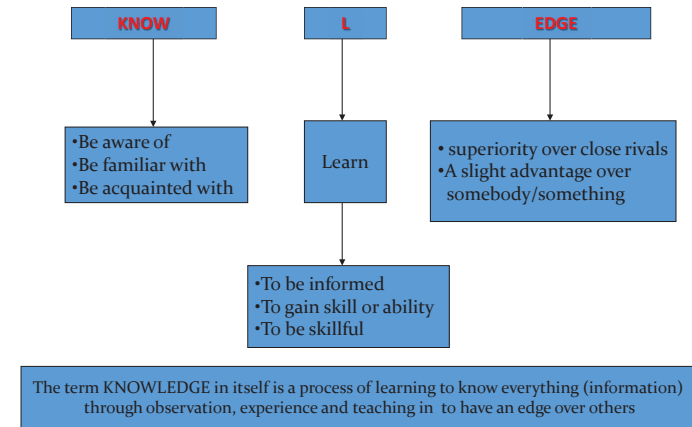 KNOW
L
EDGE
•Be aware of
•Be familiar with
•Be acquainted with
Learn
• superiority over close rivals
•A slight advantage over
somebody/something
•To be informed
•To gain skill or ability
•To be skillful
The term KNOWLEDGE in itself is a process of learning to know everything (information)
through observation, experience and teaching in to have an edge over others